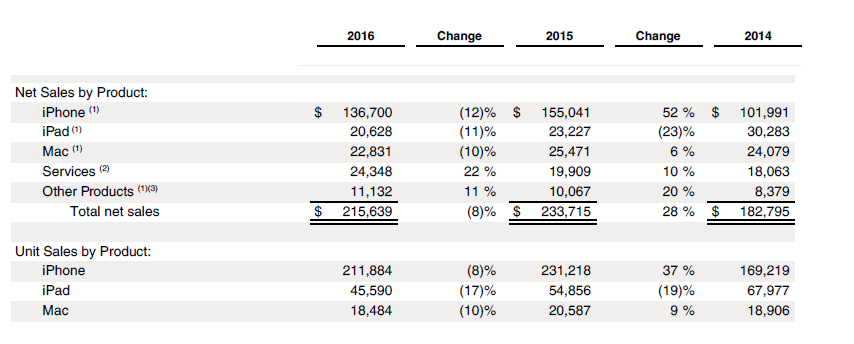 2016 Change 2015 Change 2014
Net Sales by Product:
iPhone (1) $ 136,700 (12)% $ 155,041 52 % $ 101,991
iPad (1) 20,628 (11)% 23,227 (23)% 30,283
Mac (1) 22,831 (10)% 25,471 6 % 24,079
Services (2) 24,348 22 % 19,909 10 % 18,063
Other Products (1)(3) 11,132 11 % 10,067 20 % 8,379
Total net sales $ 215,639 (8)% $ 233,715 28 % $ 182,795
Unit Sales by Product:
iPhone 211,884 (8)% 231,218 37 % 169,219
iPad 45,590 (17)% 54,856 (19)% 67,977
Mac 18,484 (10)% 20,587 9 % 18,906